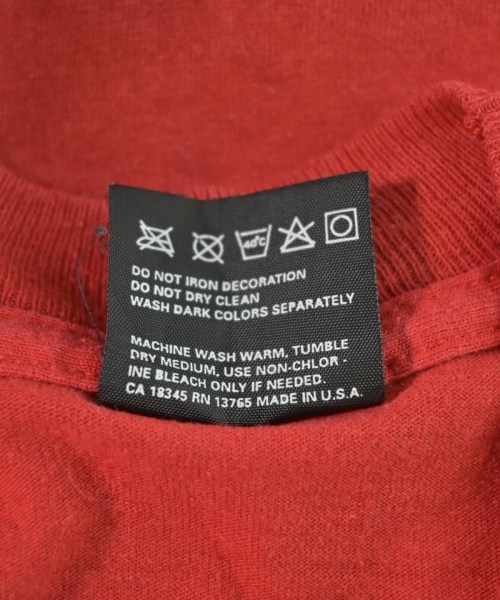 40°C
DO NOT IRON DECORATION
DO NOT DRY CLEAN
WASH DARK COLORS SEPARATELY
MACHINE WASH WARM, TUMBLE
DRY MEDIUM, USE NON-CHLOR -
INE BLEACH ONLY IF NEEDED.
CA 18345 RN 13765 MADE IN U.S.A.